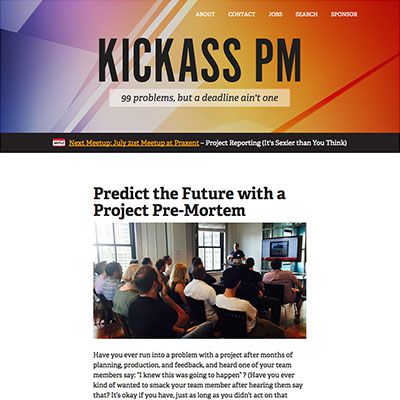 ABOUT CONTACT JOBS SEARCH SPONSOR
KICKASS PM
99 problems, but a deadline ain't one
Next Meetup: July 21st Meetup at Praxent – Project Reporting (It's Sexier than You Think)
Predict the Future with a
Project Pre-Mortem
Have you ever run into a problem with a project after months of
planning, production, and feedback, and heard one of your team
members say: "I knew this was going to happen" ? (Have you ever
kind of wanted to smack your team member after hearing them say
that? It's okay if you have, just as long as you didn't act on that